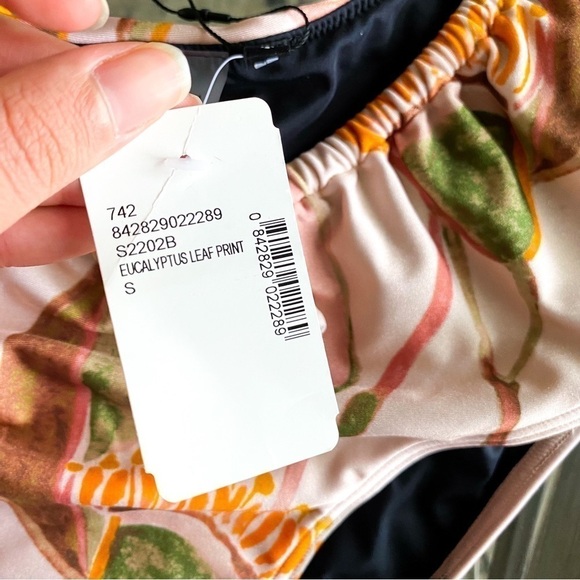 742
842829022289
S2202B
EUCALYPTUS LEAF PRINT
S
0 842829 022289